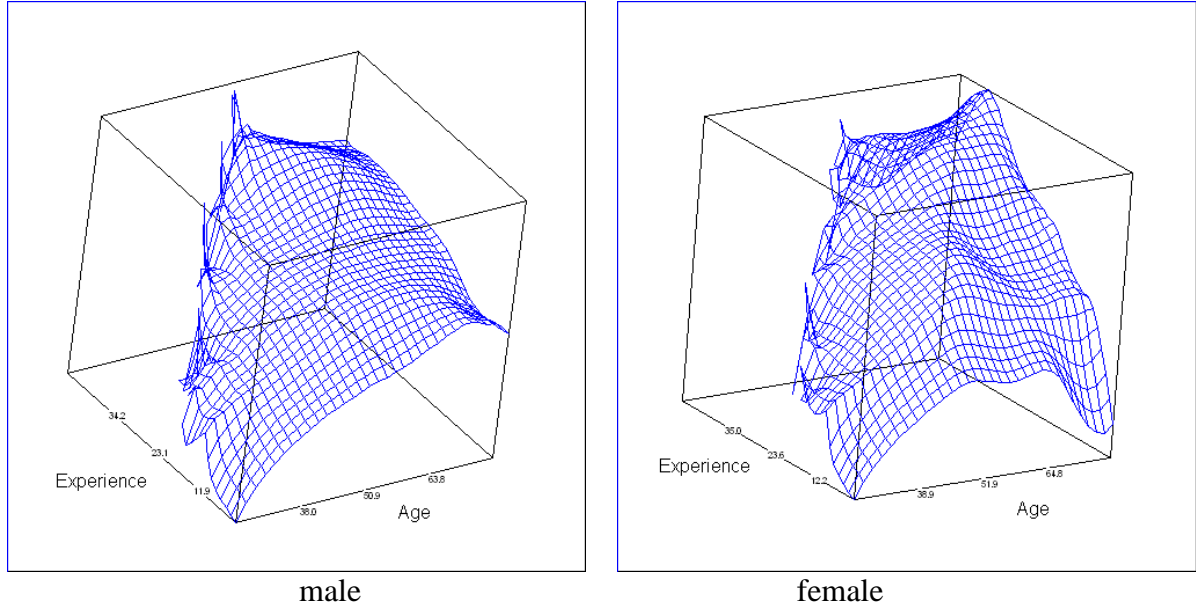 34.2
23.1
Experience
11.9
38.0
50.9
63.8
Age
male
35.0
23.6
Experience
12.2
38.9
51.9
64.8
Age
female